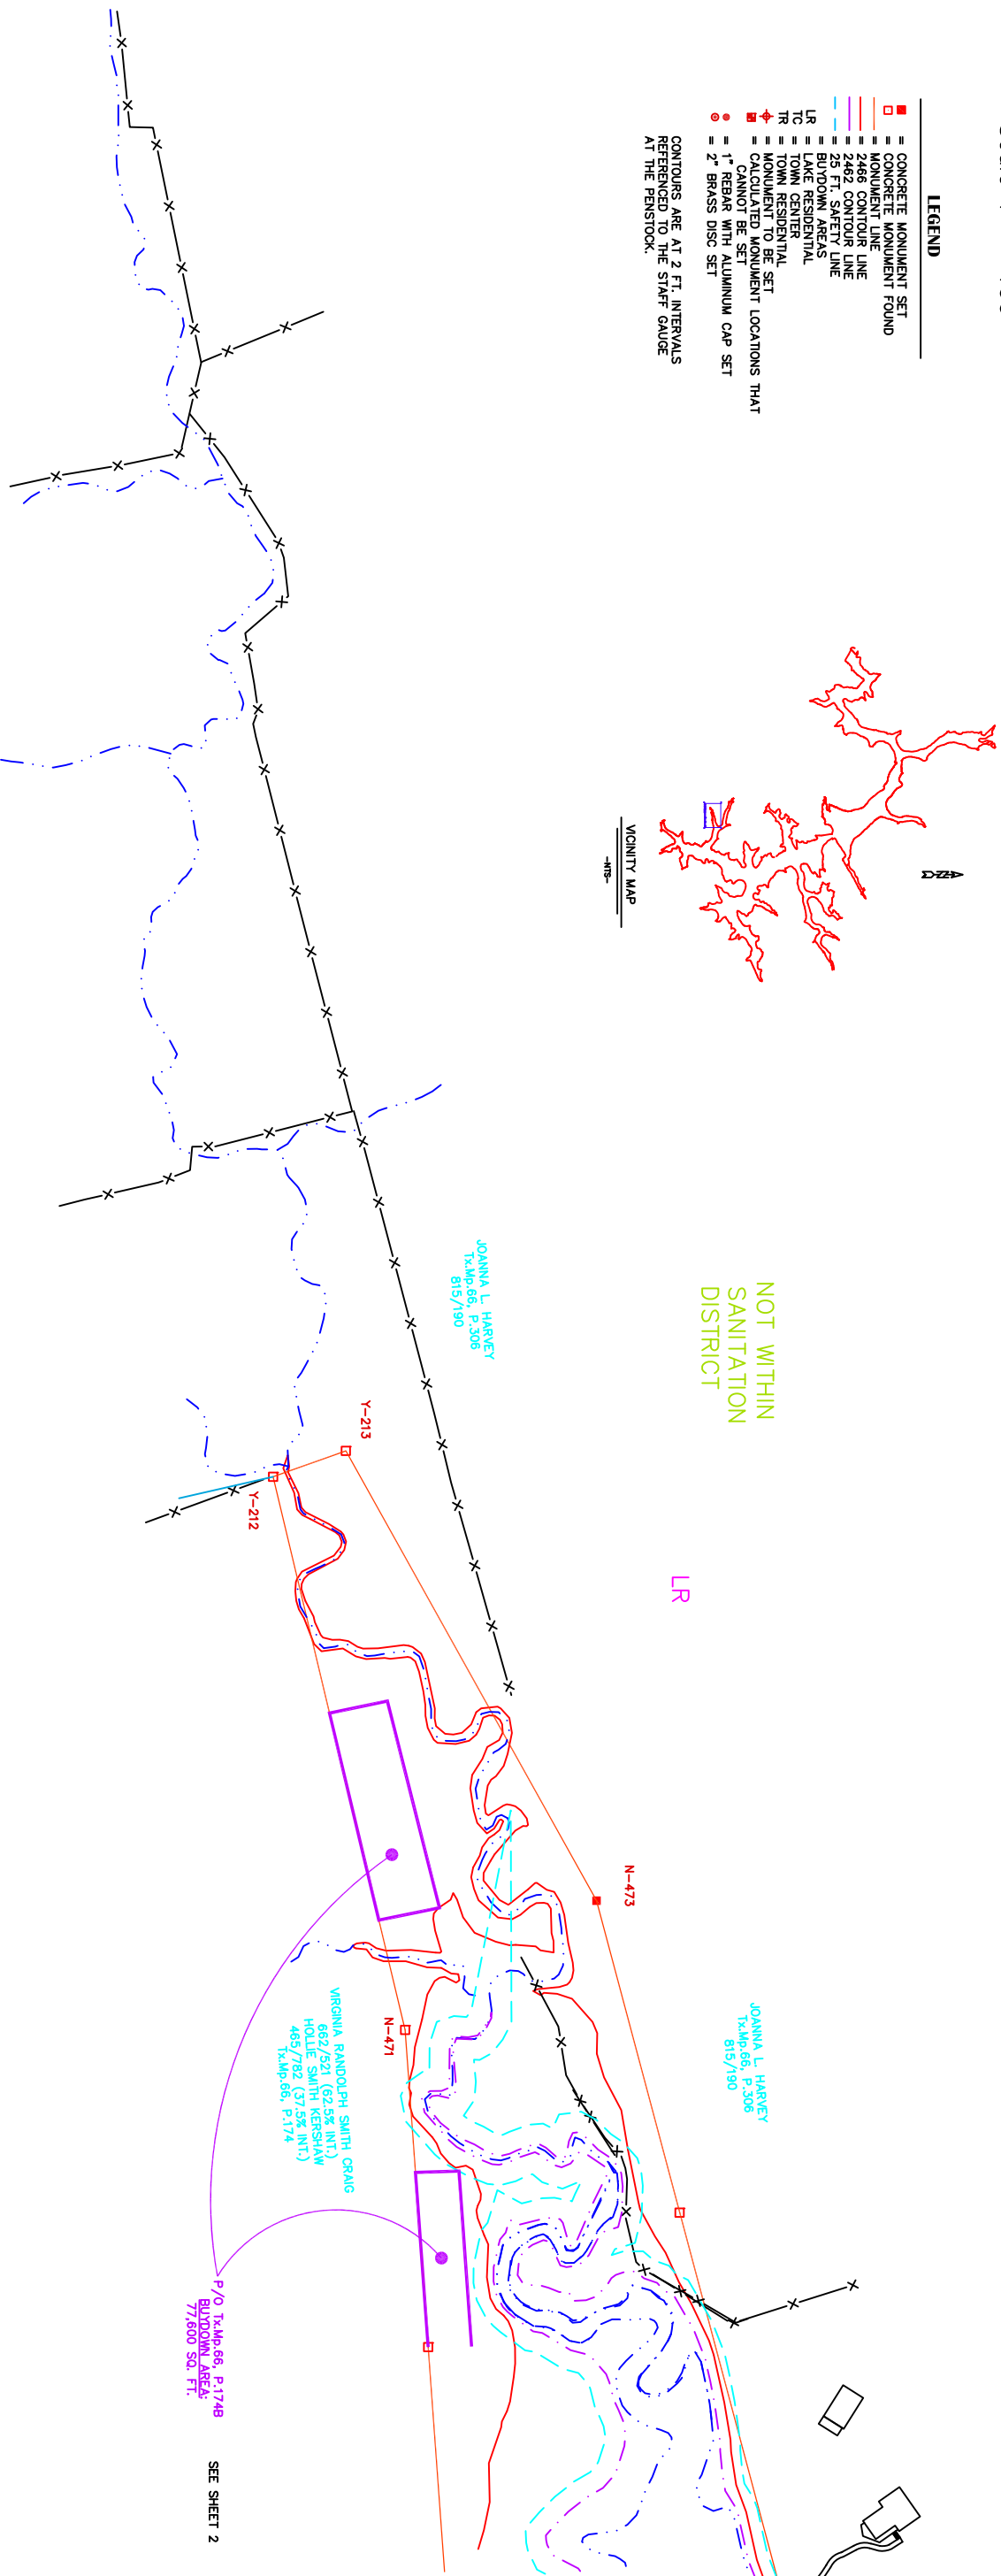 LEGEND
= CONCRETE MONUMENT SET
= CONCRETE MONUMENT FOUND
= MONUMENT LINE
= 2466 CONTOUR LINE
= 2462 CONTOUR LINE
= 25 FT. SAFETY LINE
= BUYDOWN AREAS
LR = LAKE RESIDENTIAL
TC = TOWN CENTER
TR = TOWN RESIDENTIAL
= MONUMENT TO BE SET
= CALCULATED MONUMENT LOCATIONS THAT
CANNOT BE SET
= 1" REBAR WITH ALUMINUM CAP SET
= 2" BRASS DISC SET
CONTOURS ARE AT 2 FT. INTERVALS
REFERENCED TO THE STAFF GAUGE
AT THE PENSTOCK.
VICINITY MAP
-NTS-
NOT WITHIN
SANITATION
DISTRICT
JOANNA L. HARVEY
Tx.Mp.66, P.306
815/190
Y-213
Y-212
LR
N-473
JOANNA L. HARVEY
Tx.Mp.66, P.306
815/190
N-471
VIRGINIA RANDOLPH SMITH CRAIG
662/521 (62.5% INT.)
HOLLIE SMITH KERSHAW
465/782 (37.5% INT.)
Tx.Mp.66, P.174
P/O Tx.Mp.66, P.174B
BUYDOWN AREA:
77,600 SQ. FT.
SEE SHEET 2